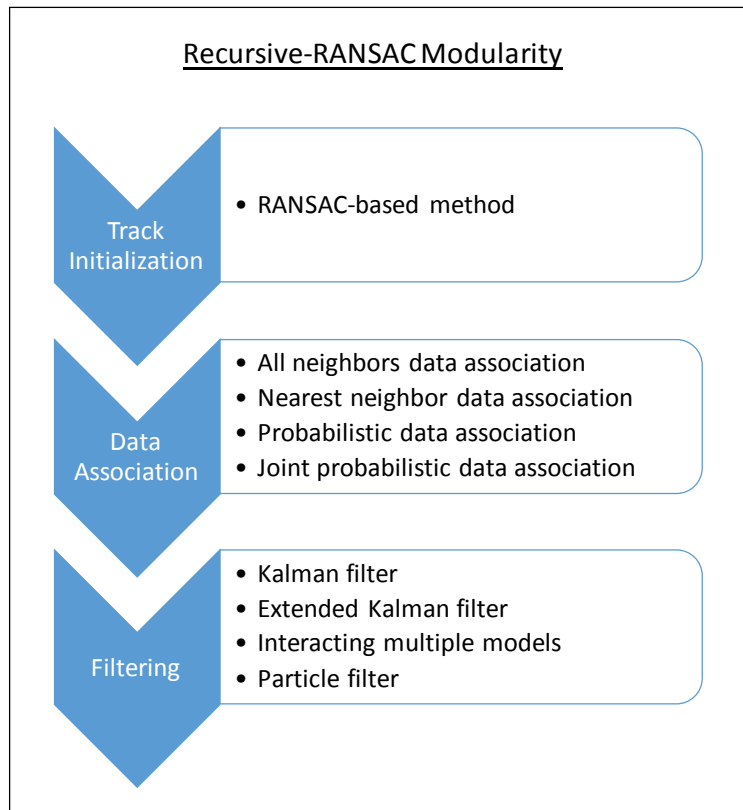 Recursive-RANSAC Modularity
Track
Initialization
• RANSAC-based method
Data
Association
• All neighbors data association
• Nearest neighbor data association
• Probabilistic data association
• Joint probabilistic data association
Filtering
• Kalman filter
• Extended Kalman filter
• Interacting multiple models
• Particle filter